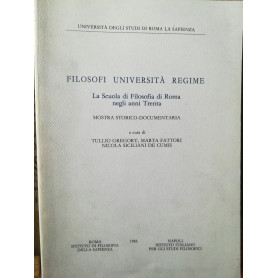 UNIVERSITÀ DEGLI STUDI DI ROMA LA SAPIENZA
FILOSOFI UNIVERSITÀ REGIME
La Scuola di Filosofia di Roma
negli anni Trenta
MOSTRA STORICO-DOCUMENTARIA
a cura di
TULLIO GREGORY, MARTA FATTORI,
NICOLA SICILIANI DE CUMIS
ROMA
ISTITUTO DI FILOSOFIA
DELLA SAPIENZA
1985
NAPOLI
ISTITUTO ITALIANO
PER GLI STUDI FILOSOFICI